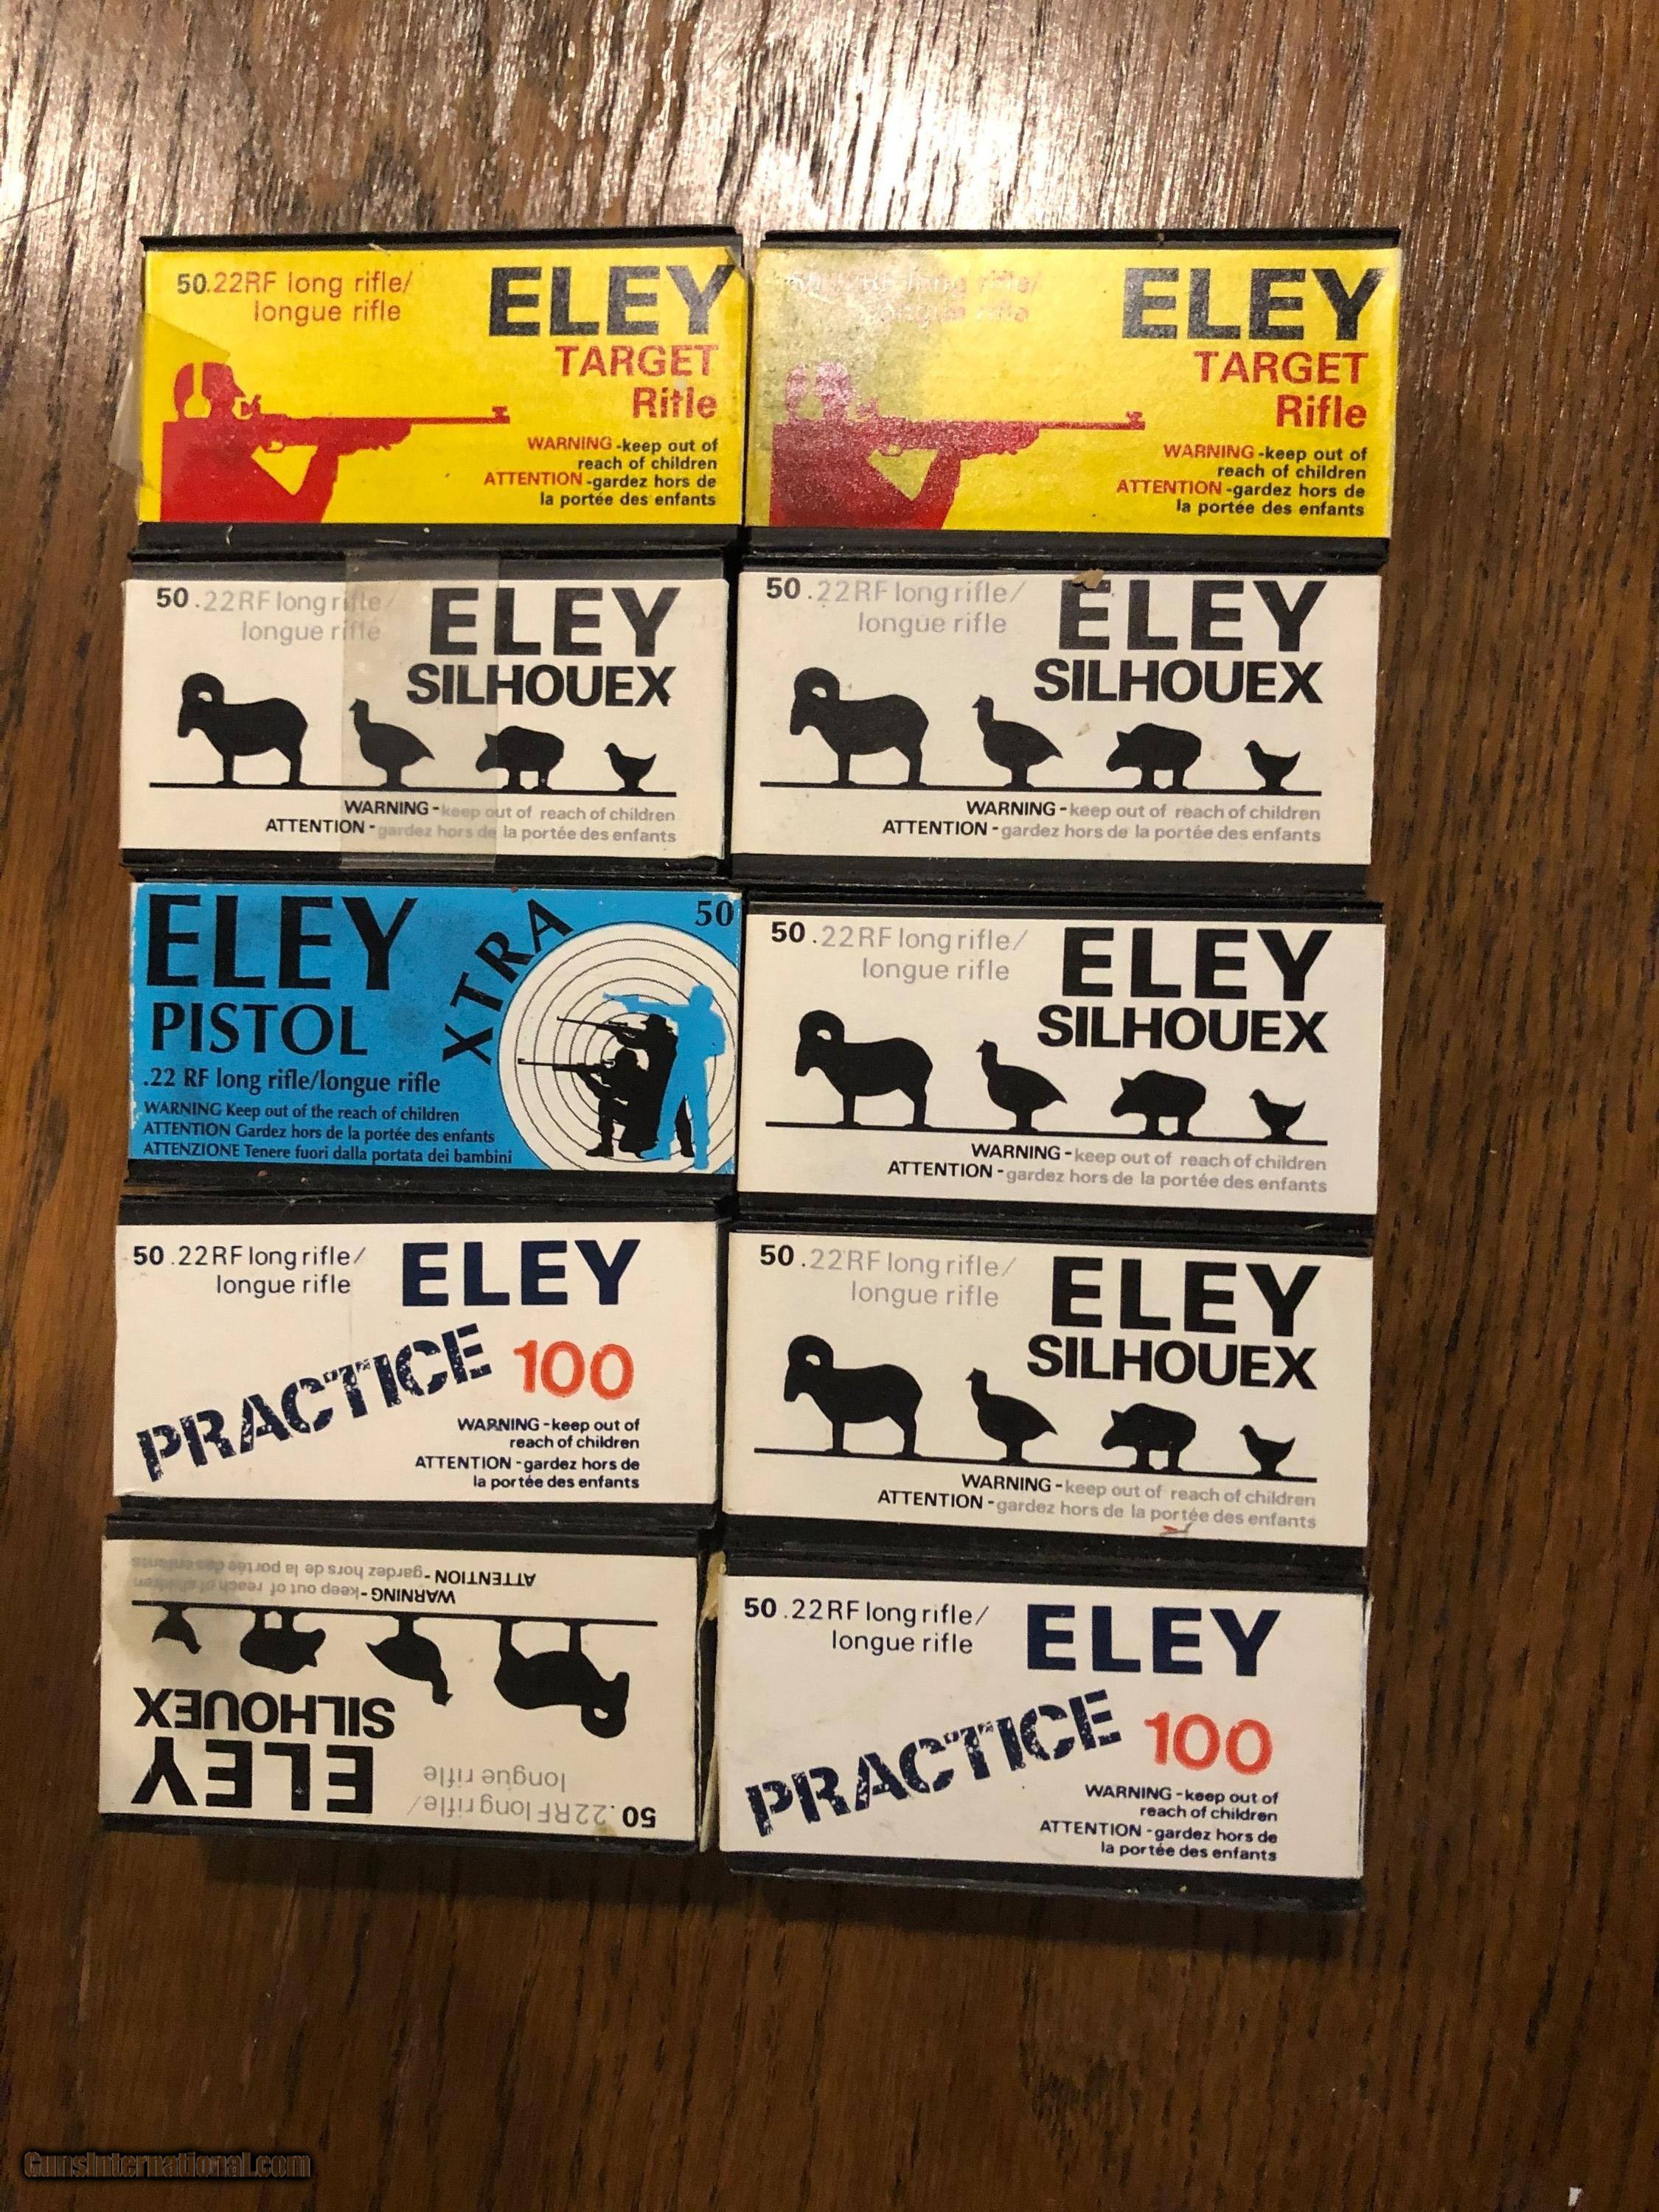 50 .22RF long rifle/
longue rifle
ELEY
TARGET
Rifle
WARNING -keep out of
reach of children
ATTENTION -gardez hors de
la portée des enfants
50 .22RF long rifle/
longue rifle
ELEY
TARGET
Rifle
WARNING -keep out of
reach of children
ATTENTION -gardez hors de
la portée des enfants
50 .22RF long rifle/
longue rifle
ELEY
SILHOUEX
WARNING - keep out of reach of children
ATTENTION - gardez hors de la portée des enfants
50 .22RF long rifle/
longue rifle
ELEY
SILHOUEX
WARNING - keep out of reach of children
ATTENTION - gardez hors de la portée des enfants
ELEY
PISTOL
XTRA
50
.22 RF long rifle/longue rifle
WARNING Keep out of the reach of children
ATTENTION Gardez hors de la portée des enfants
ATTENZIONE Tenere fuori dalla portata dei bambini
50 .22RF long rifle/
longue rifle
ELEY
SILHOUEX
WARNING - keep out of reach of children
ATTENTION - gardez hors de la portée des enfants
50 .22RF long rifle/
longue rifle
ELEY
PRACTICE 100
WARNING - keep out of
reach of children
ATTENTION - gardez hors de
la portée des enfants
50 .22RF long rifle/
longue rifle
ELEY
SILHOUEX
WARNING - keep out of reach of children
ATTENTION - gardez hors de la portée des enfants
50 .22RF long rifle/
longue rifle
ELEY
SILHOUEX
WARNING - keep out of reach of children
ATTENTION - gardez hors de la portée des enfants
50 .22RF long rifle/
longue rifle
ELEY
PRACTICE 100
WARNING - keep out of
reach of children
ATTENTION - gardez hors de
la portée des enfants
GunsInternational.com